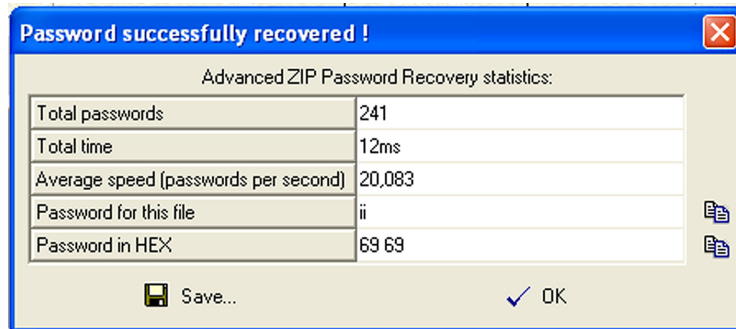 Password successfully recovered !
Advanced ZIP Password Recovery statistics:
Total passwords 241
Total time 12ms
Average speed (passwords per second) 20,083
Password for this file ii
Password in HEX 69 69
Save... OK